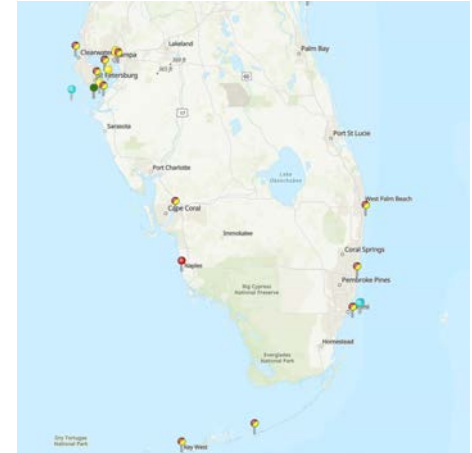 Lakeland
Palm Bay
Clearwater
mpa
St Petersburg
17
Sarasota
Port St Lucie
Port Charlotte
Lake
Okeechobee
West Palm Beach
Cape Coral
Immokalee
Coral Springs
Naples
Big Cypress
National Preserve
Pembroke Pines
Homestead
Everglades
National Park
Dry Tortugas
National Park
Key West